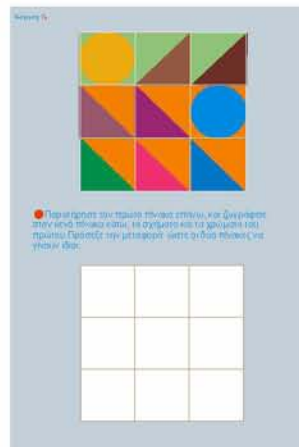 Παρατήρησε τον πρώτο πίνακα επάνω, και ζωγράφισε
στον κενό πίνακα κάτω, τα σχήματα και τα χρώματα του
πρώτου. Πρόσεξε την μεταφορά ώστε οι δυο πίνακες να
γίνουν ίδιοι.